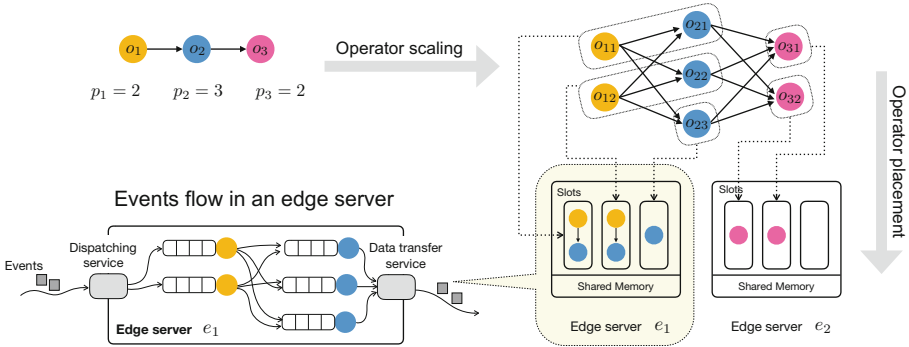 o1 o2 o3
p1 = 2 p2 = 3 p3 = 2
Operator scaling
o11 o12
o21 o22 o23
o31 o32
Operator placement
Slots
Shared Memory
Edge server e1
Slots
Shared Memory
Edge server e2
Events flow in an edge server
Dispatching
service
Data transfer
service
Events
Edge server e1